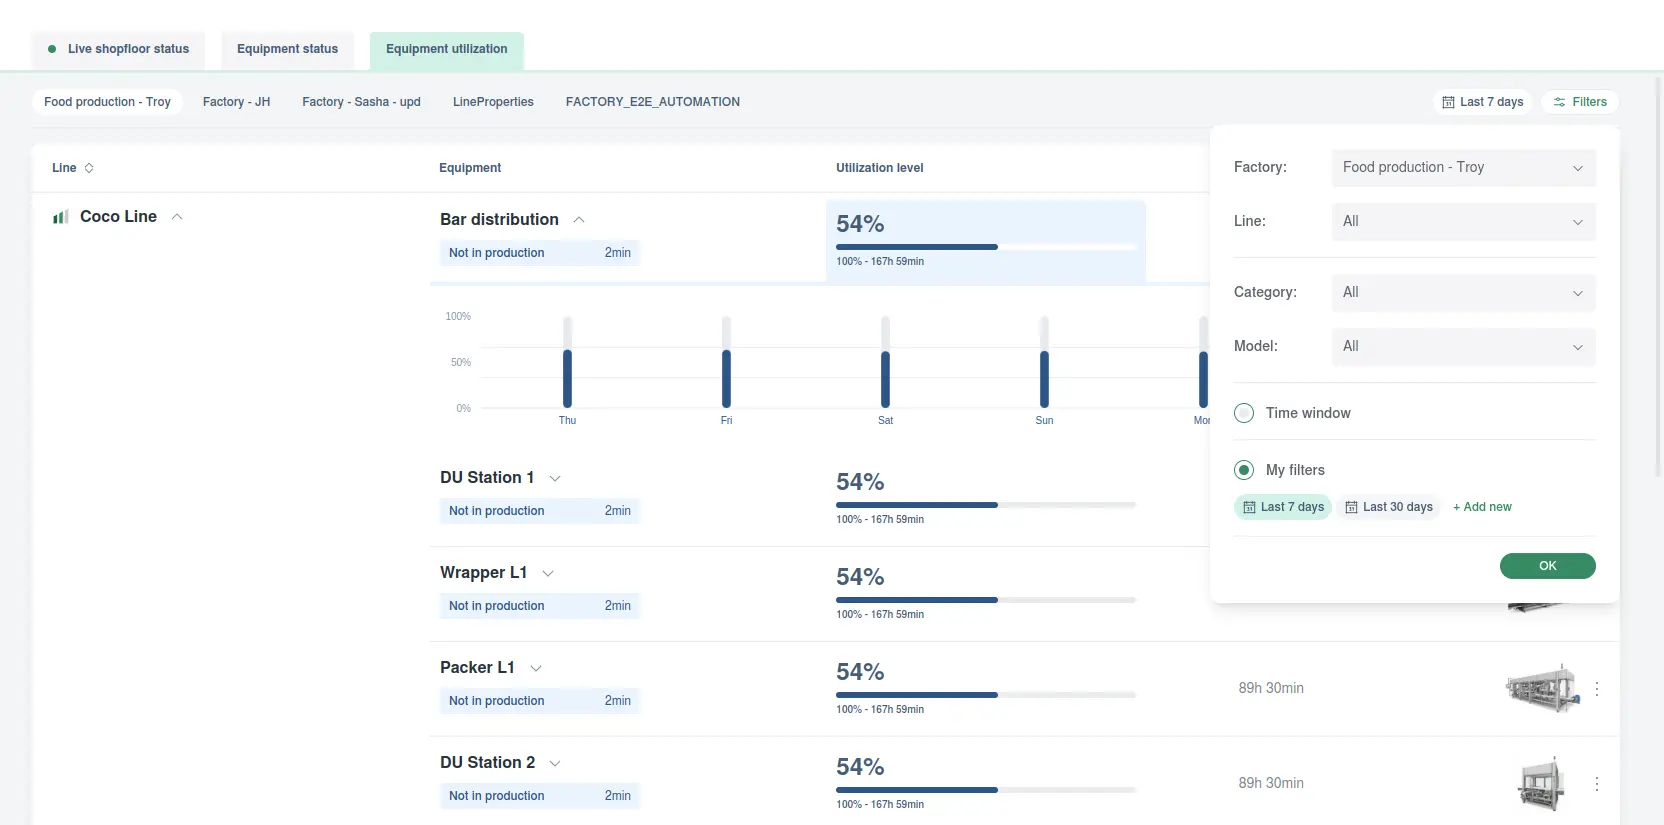 Live shopfloor status
Equipment status
Equipment utilization
Food production - Troy
Factory - JH
Factory - Sasha - upd
LineProperties
FACTORY_E2E_AUTOMATION
Last 7 days
Filters
Line
Equipment
Utilization level
Coco Line
Bar distribution
Not in production 2min
54%
100% - 167h 59min
100%
50%
0%
Thu
Fri
Sat
Sun
Mon
DU Station 1
Not in production 2min
54%
100% - 167h 59min
Wrapper L1
Not in production 2min
54%
100% - 167h 59min
Packer L1
Not in production 2min
54%
100% - 167h 59min
89h 30min
DU Station 2
Not in production 2min
54%
100% - 167h 59min
89h 30min
Factory: Food production - Troy
Line: All
Category: All
Model: All
Time window
My filters
Last 7 days
Last 30 days
+ Add new
OK